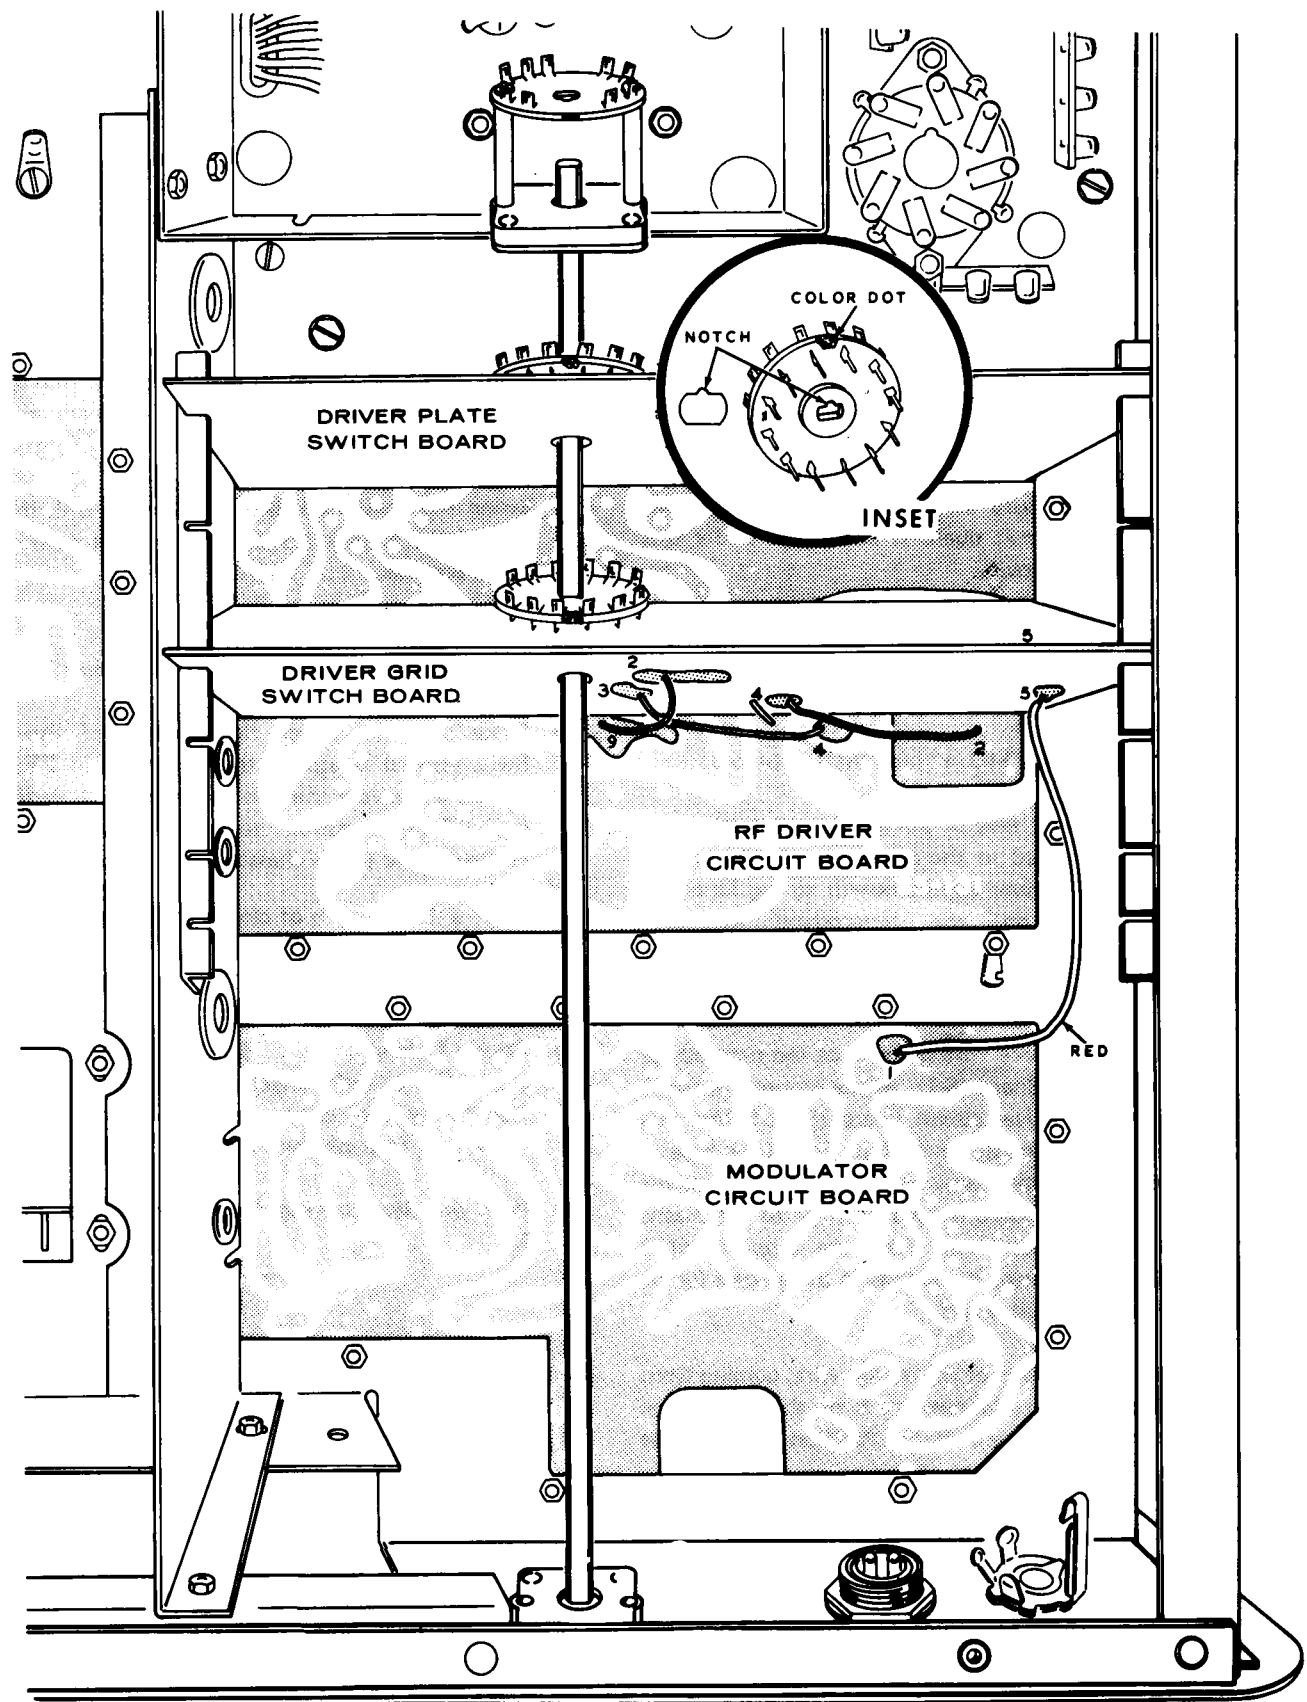 COLOR DOT
NOTCH
INSET
DRIVER PLATE
SWITCH BOARD
5
DRIVER GRID
SWITCH BOARD
2
3
4
5
9
4
2
RF DRIVER
CIRCUIT BOARD
RED
1
MODULATOR
CIRCUIT BOARD